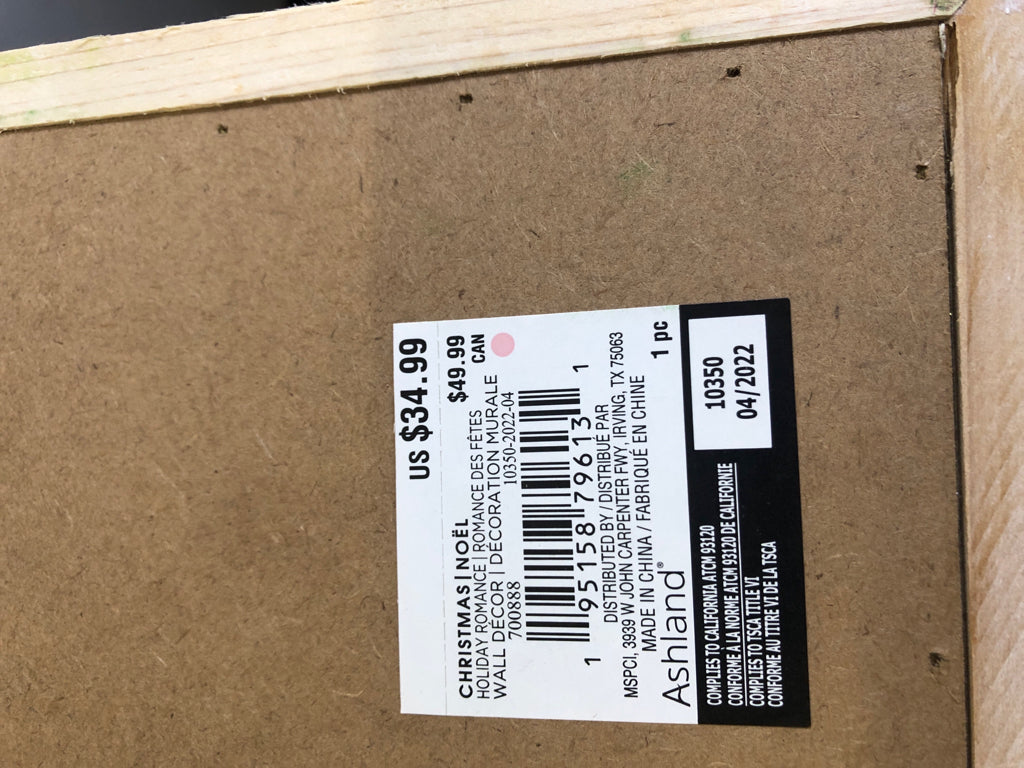 US $34.99
CHRISTMAS | NOËL $49.99
HOLIDAY ROMANCE | ROMANCE DES FÊTES CAN
WALL DÉCOR | DÉCORATION MURALE
700888 10350-2022-04
1 95158 79613 1
DISTRIBUTED BY / DISTRIBUÉ PAR
MSPCI, 3939 W JOHN CARPENTER FWY, IRVING, TX 75063
MADE IN CHINA / FABRIQUÉ EN CHINE
Ashland® 1 pc
COMPLIES TO CALIFORNIA ATCM 93120
CONFORME À LA NORME ATCM 93120 DE CALIFORNIE
COMPLIES TO TSCA TITLE VI
CONFORME AU TITRE VI DE LA TSCA
10350
04/2022